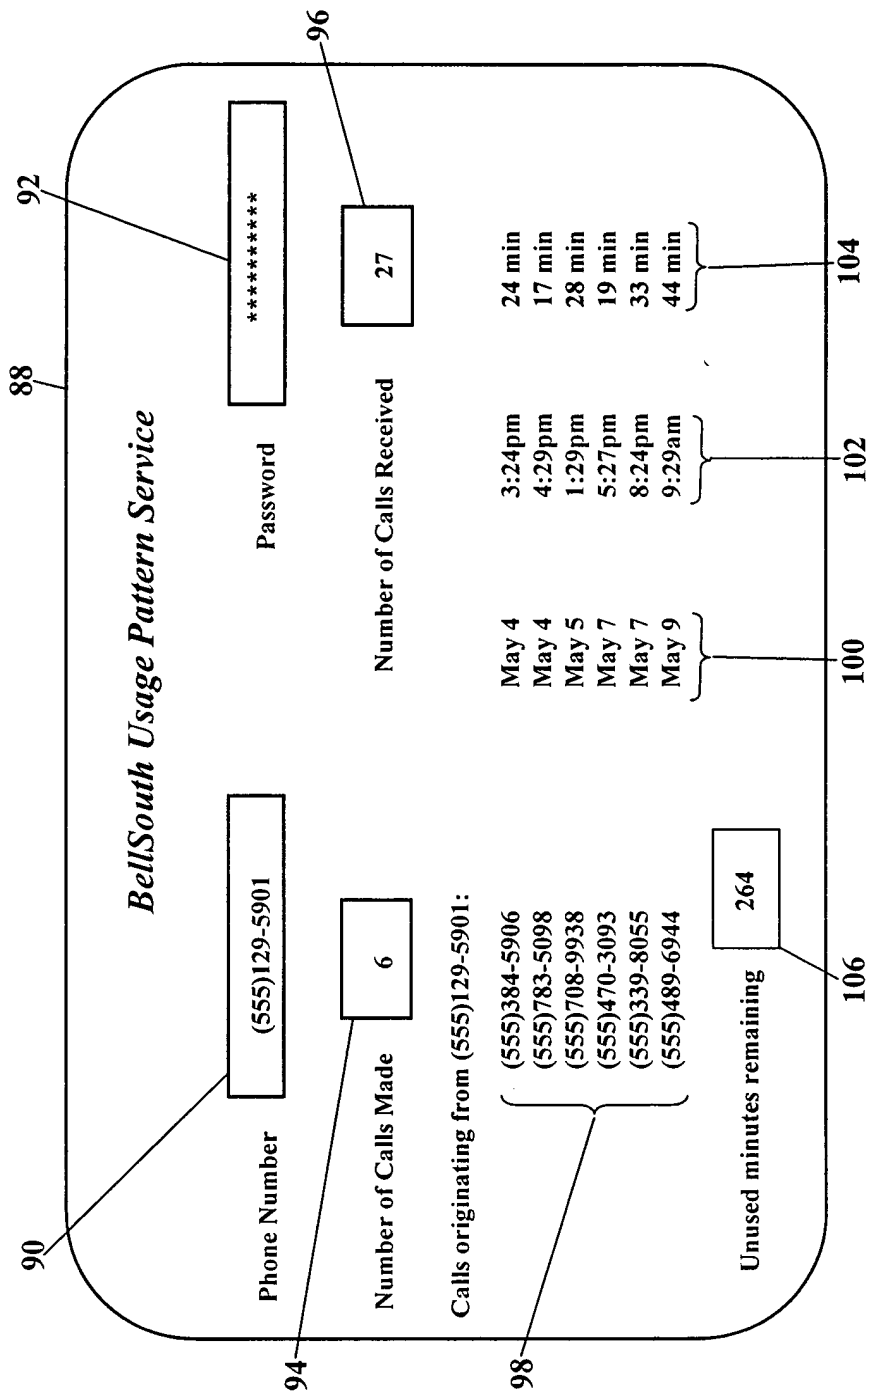 92
96
88
90
BellSouth Usage Pattern Service
Phone Number (555)129-5901 Password **********
Number of Calls Made 6 Number of Calls Received 27
94
Calls originating from (555)129-5901:
(555)384-5906 May 4 3:24pm 24 min
(555)783-5098 May 4 4:29pm 17 min
(555)708-9938 May 5 1:29pm 28 min
(555)470-3093 May 7 5:27pm 19 min
(555)339-8055 May 7 8:24pm 33 min
(555)489-6944 May 9 9:29am 44 min
98
Unused minutes remaining 264
106 100 102 104